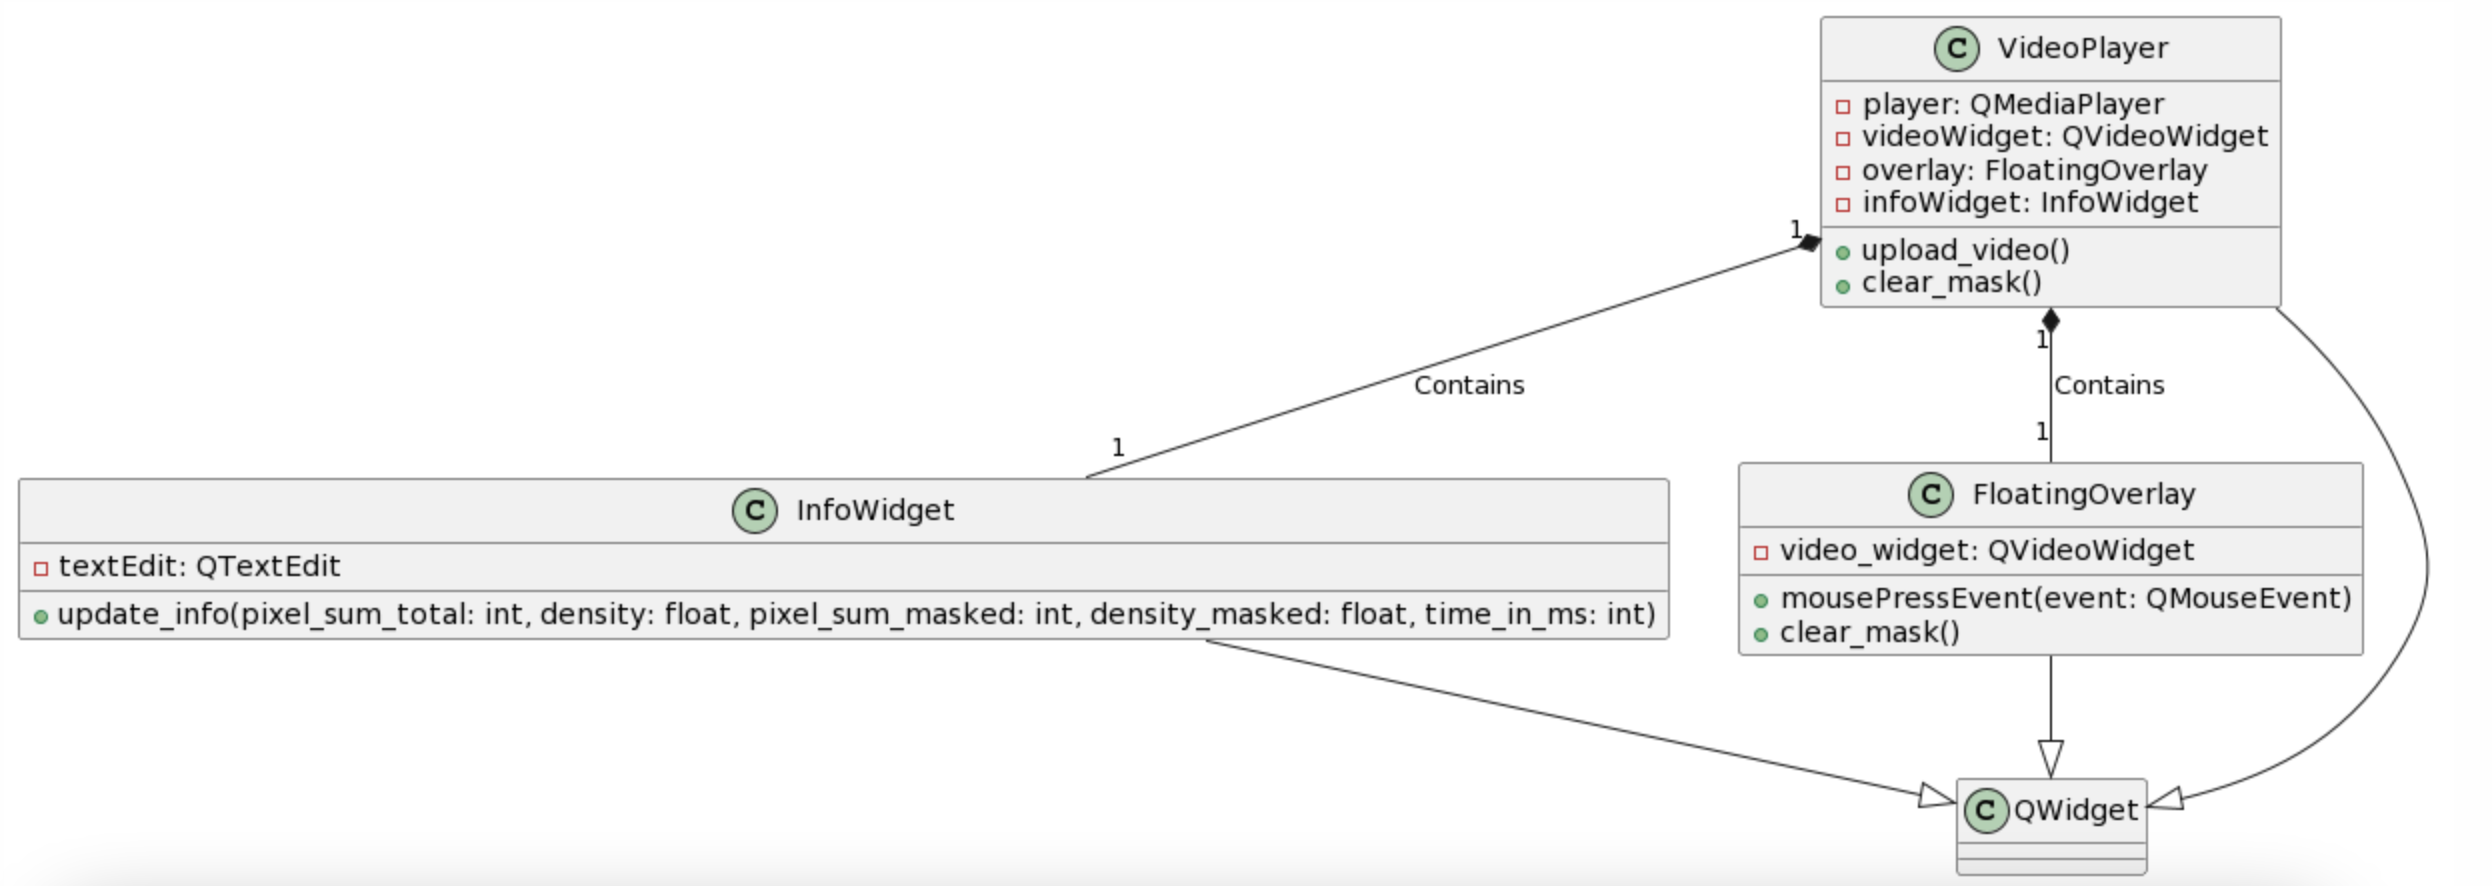 C VideoPlayer
player: QMediaPlayer
videoWidget: QVideoWidget
overlay: FloatingOverlay
infoWidget: InfoWidget
upload_video()
clear_mask()
1
1
Contains
Contains
1
1
C InfoWidget
textEdit: QTextEdit
update_info(pixel_sum_total: int, density: float, pixel_sum_masked: int, density_masked: float, time_in_ms: int)
C FloatingOverlay
video_widget: QVideoWidget
mousePressEvent(event: QMouseEvent)
clear_mask()
C QWidget